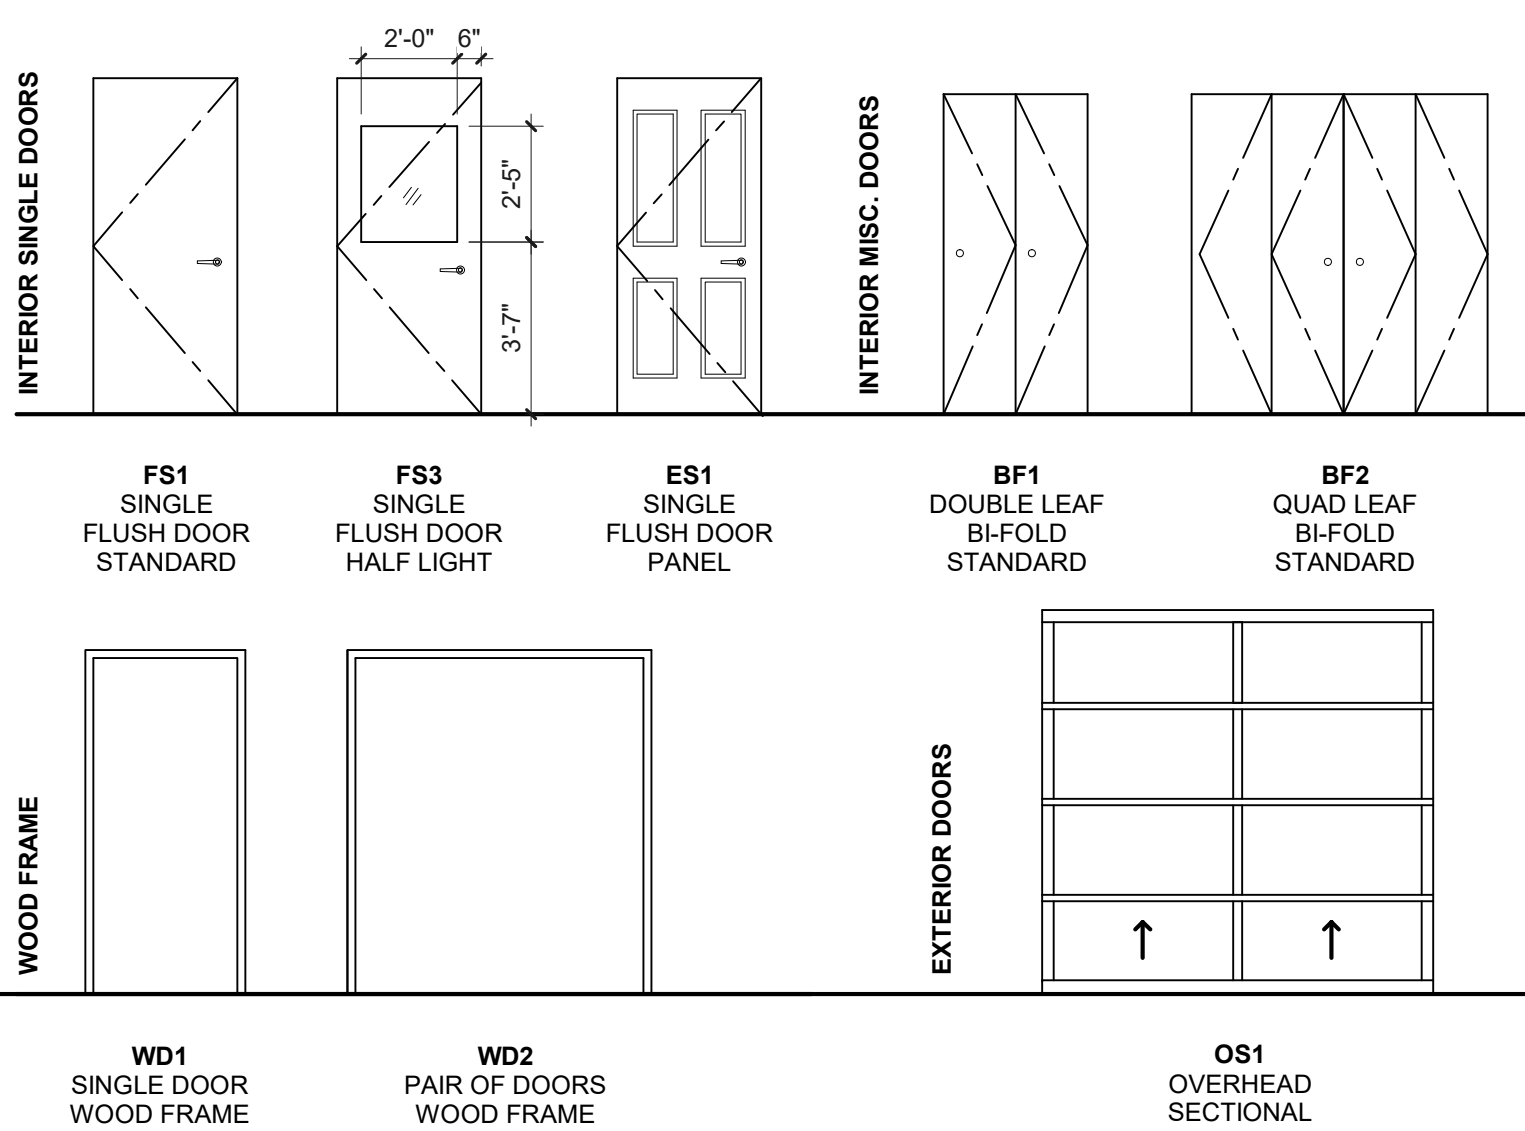 INTERIOR SINGLE DOORS
2'-0"
6"
2'-5"
3'-7"
INTERIOR MISC. DOORS
FS1
SINGLE
FLUSH DOOR
STANDARD
FS3
SINGLE
FLUSH DOOR
HALF LIGHT
ES1
SINGLE
FLUSH DOOR
PANEL
BF1
DOUBLE LEAF
BI-FOLD
STANDARD
BF2
QUAD LEAF
BI-FOLD
STANDARD
WOOD FRAME
EXTERIOR DOORS
WD1
SINGLE DOOR
WOOD FRAME
WD2
PAIR OF DOORS
WOOD FRAME
OS1
OVERHEAD
SECTIONAL